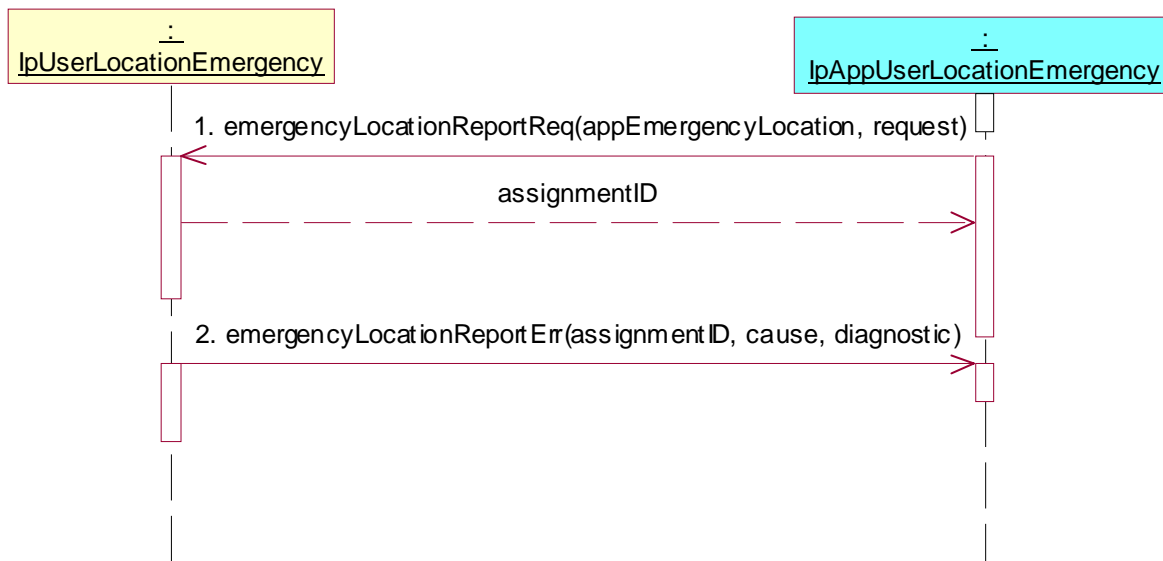 :
IpUserLocationEmergency
:
IpAppUserLocationEmergency
1. emergencyLocationReportReq(appEmergencyLocation, request)
assignmentID
2. emergencyLocationReportErr(assignmentID, cause, diagnostic)